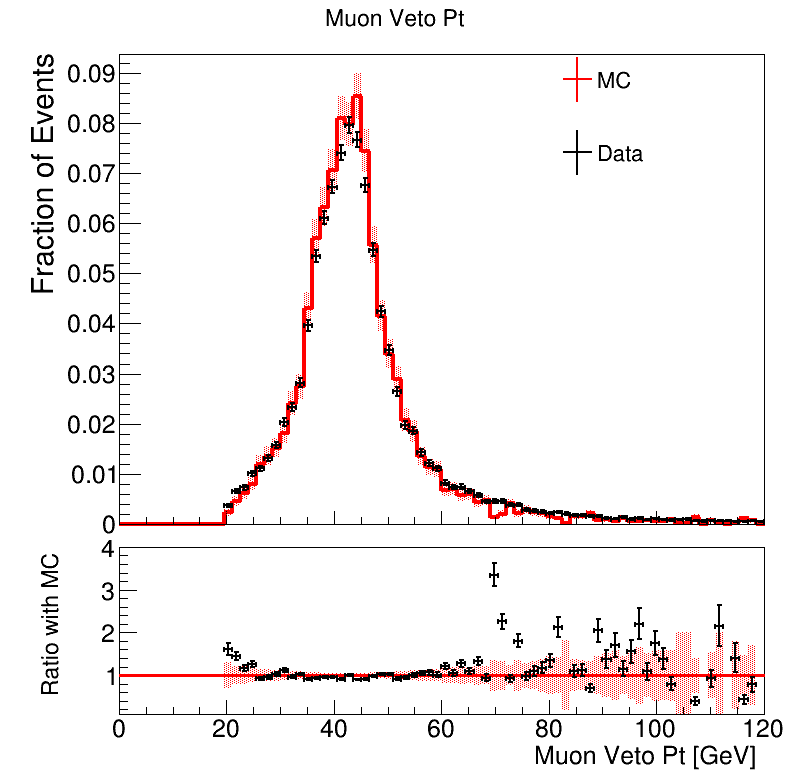 Muon Veto Pt
Fraction of Events
0.09
0.08
0.07
0.06
0.05
0.04
0.03
0.02
0.01
0
MC
Data
Ratio with MC
4
3
2
1
0 20 40 60 80 100 120
Muon Veto Pt [GeV]